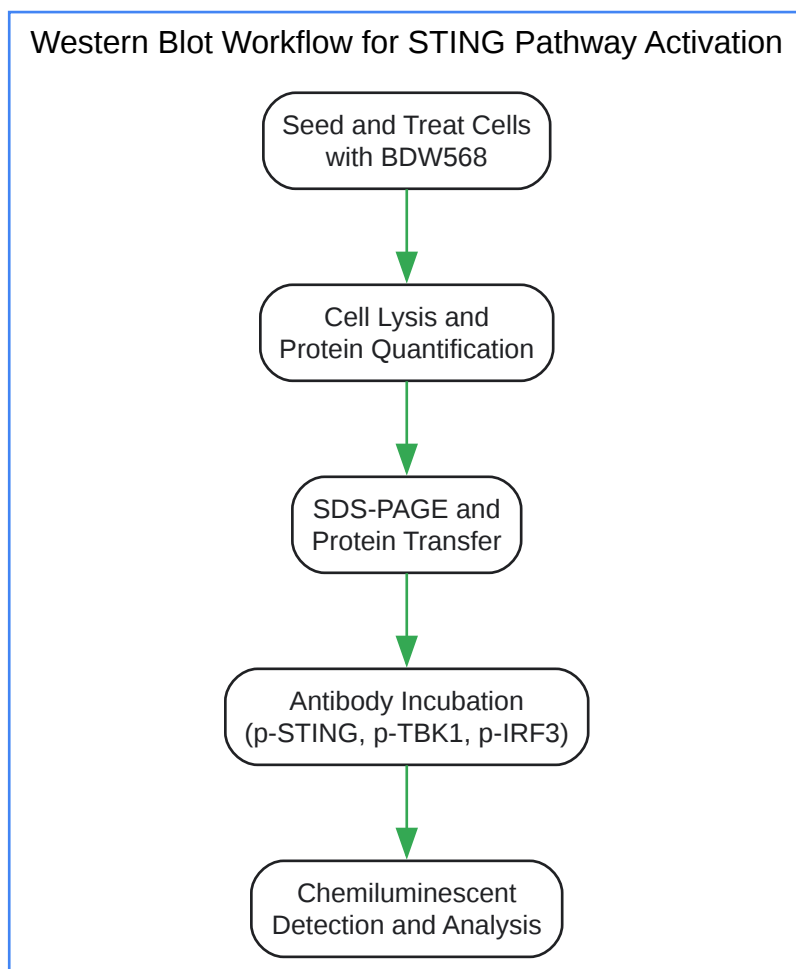 Western Blot Workflow for STING Pathway Activation
Seed and Treat Cells
with BDW568
Cell Lysis and
Protein Quantification
SDS-PAGE and
Protein Transfer
Antibody Incubation
(p-STING, p-TBK1, p-IRF3)
Chemiluminescent
Detection and Analysis